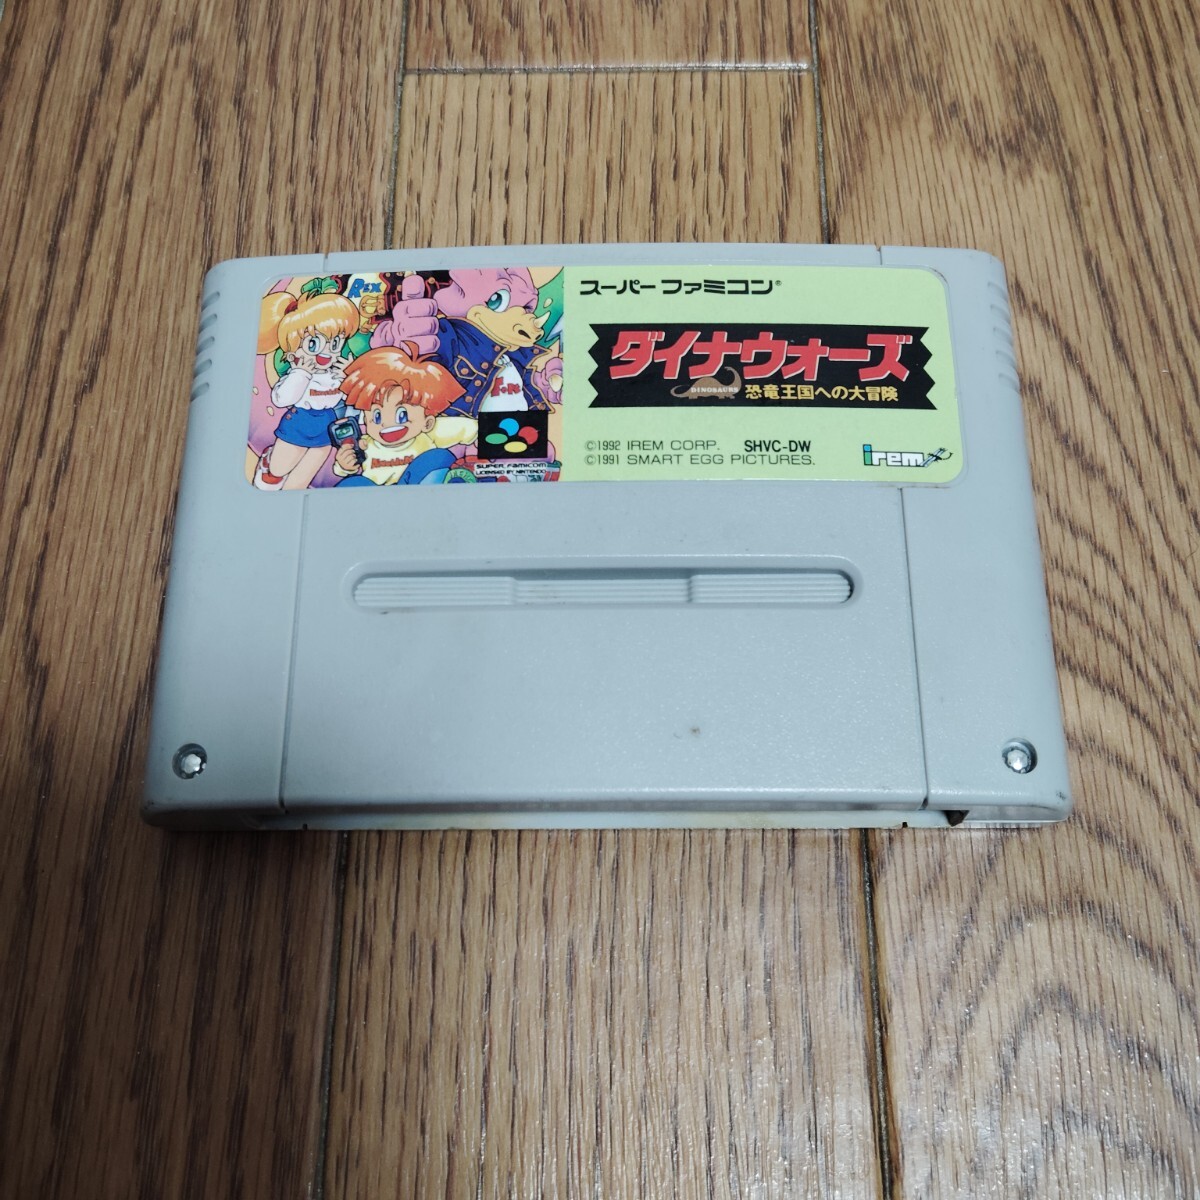 REX
スーパーファミコン®
ダイナウォーズ
DINOSAURS
恐竜王国への大冒険
©1992 IREM CORP. SHVC-DW
©1991 SMART EGG PICTURES.
irem
SUPER FAMICOM
LICENSED BY NINTENDO